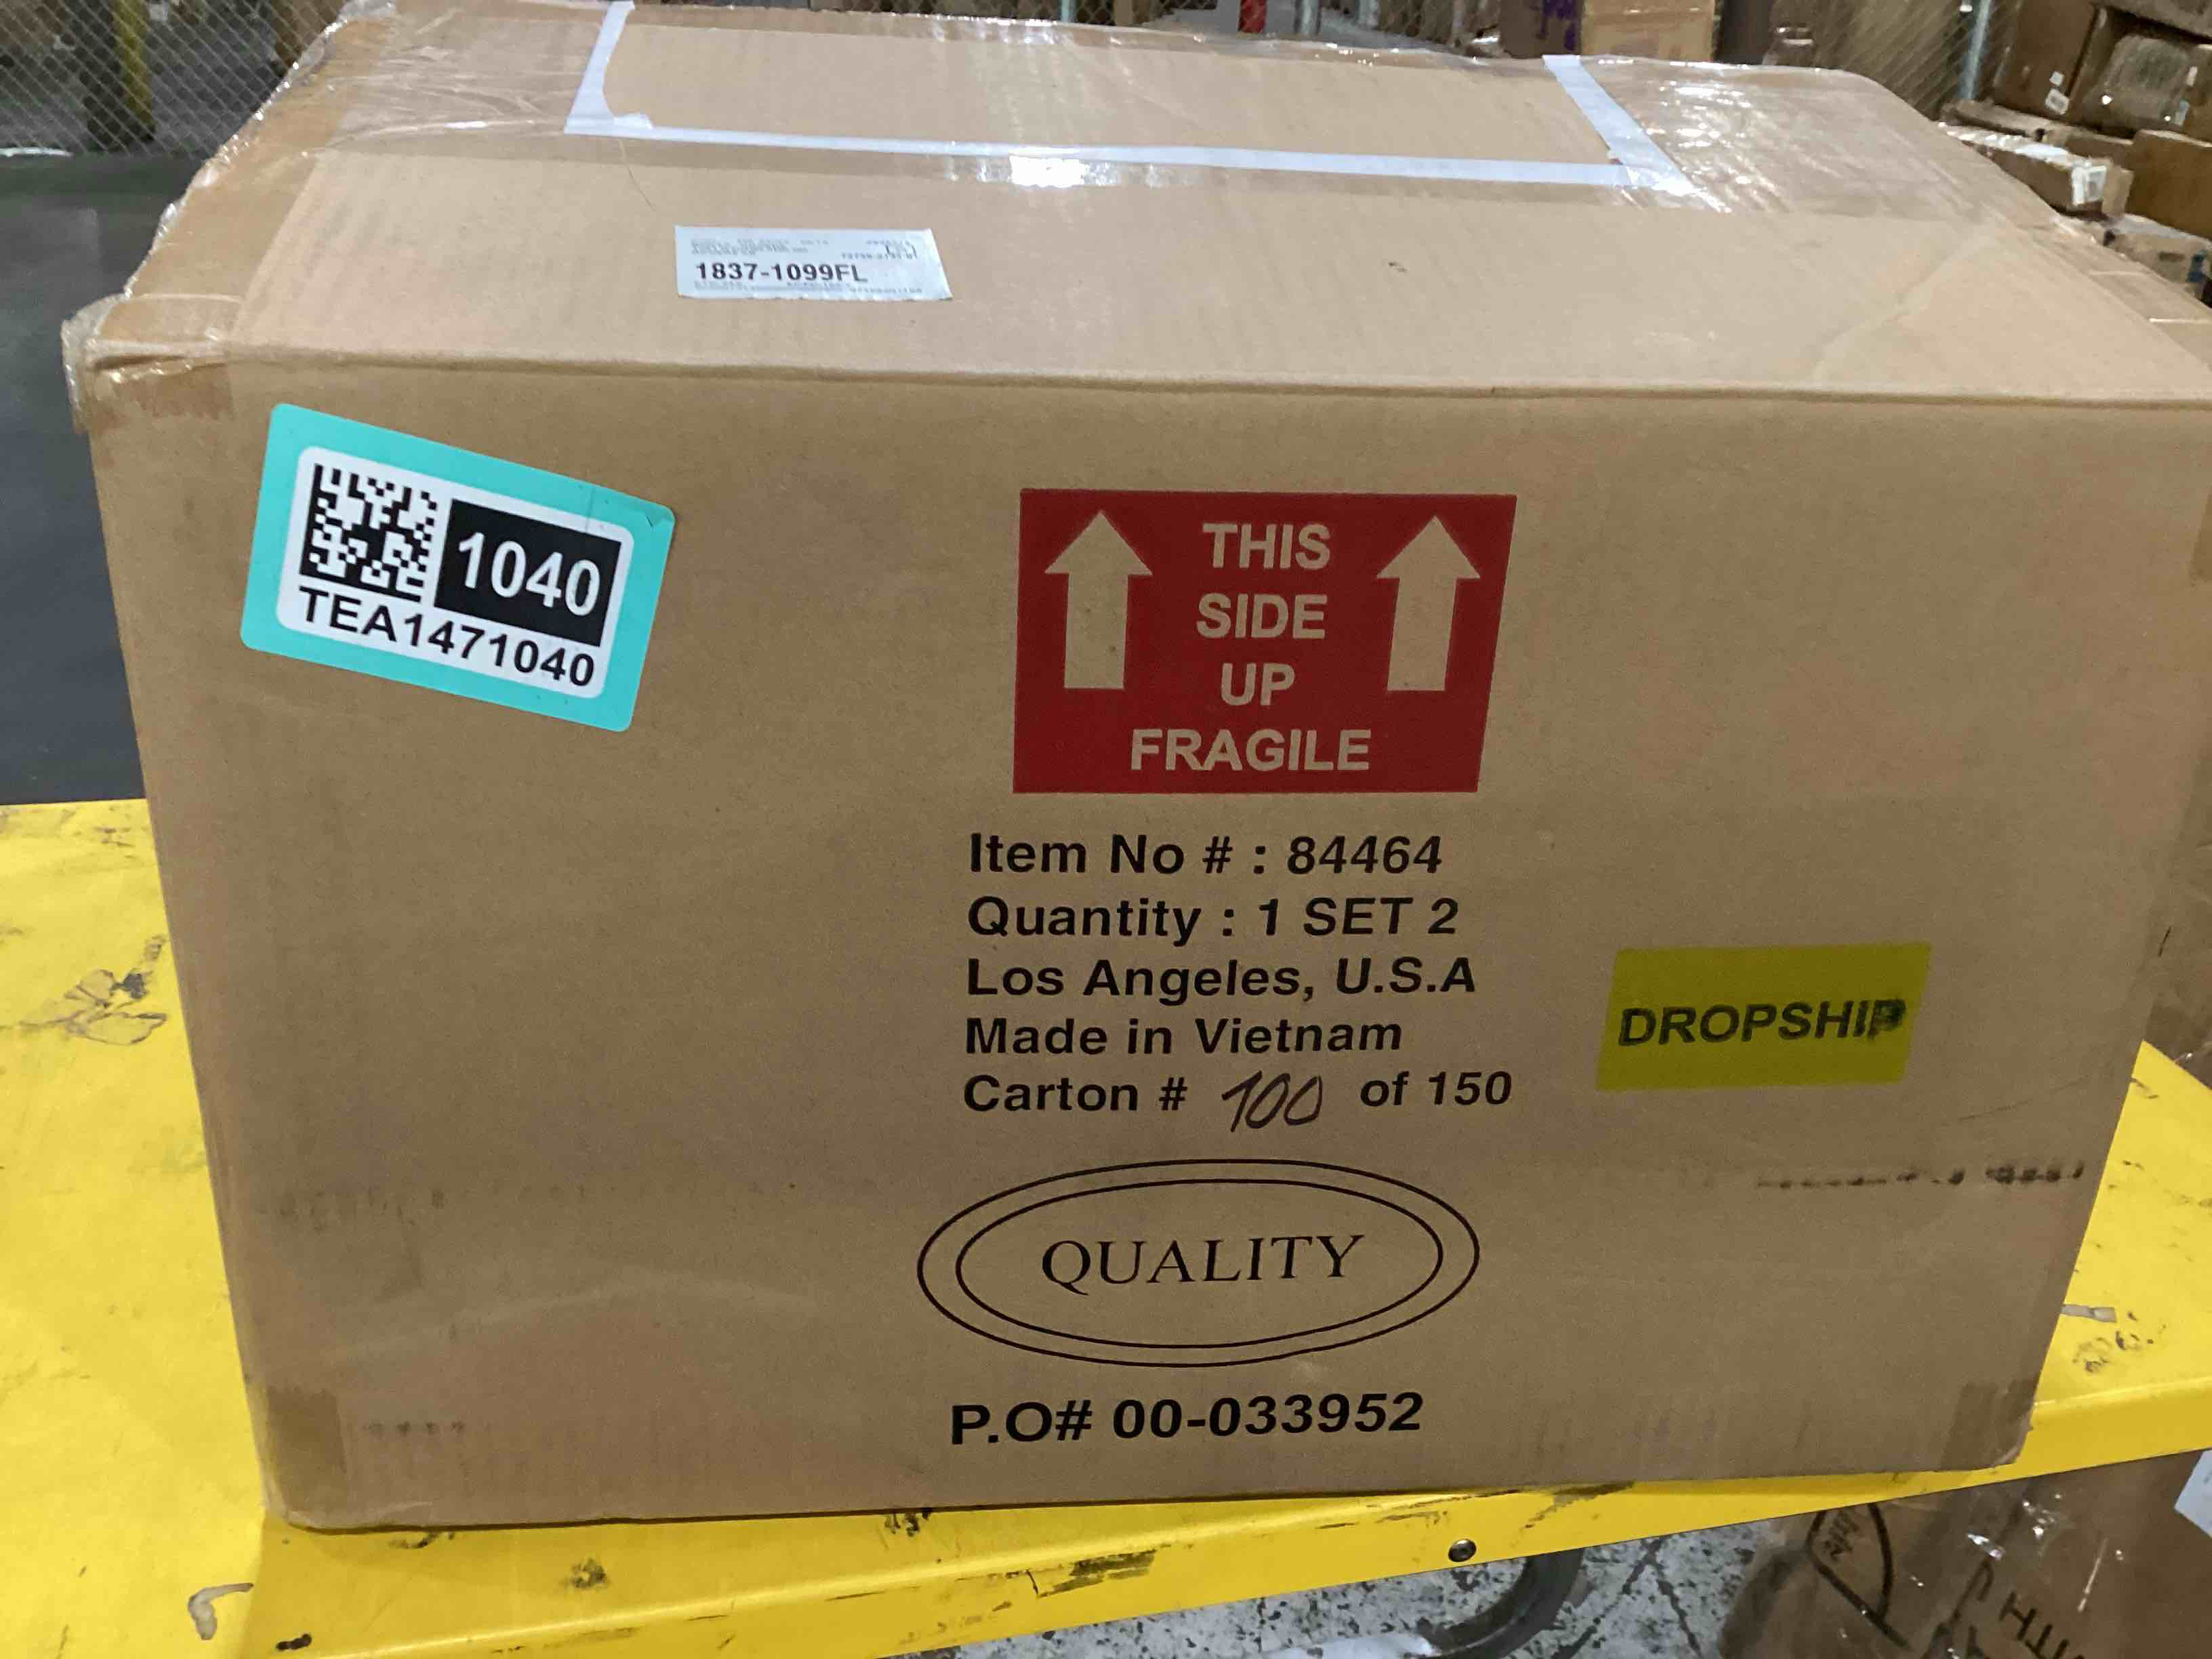 1837-1099FL
1040
TEA1471040
THIS
SIDE
UP
FRAGILE
Item No # : 84464
Quantity : 1 SET 2
Los Angeles, U.S.A
Made in Vietnam
Carton # 100 of 150
DROPSHIP
QUALITY
P.O# 00-033952